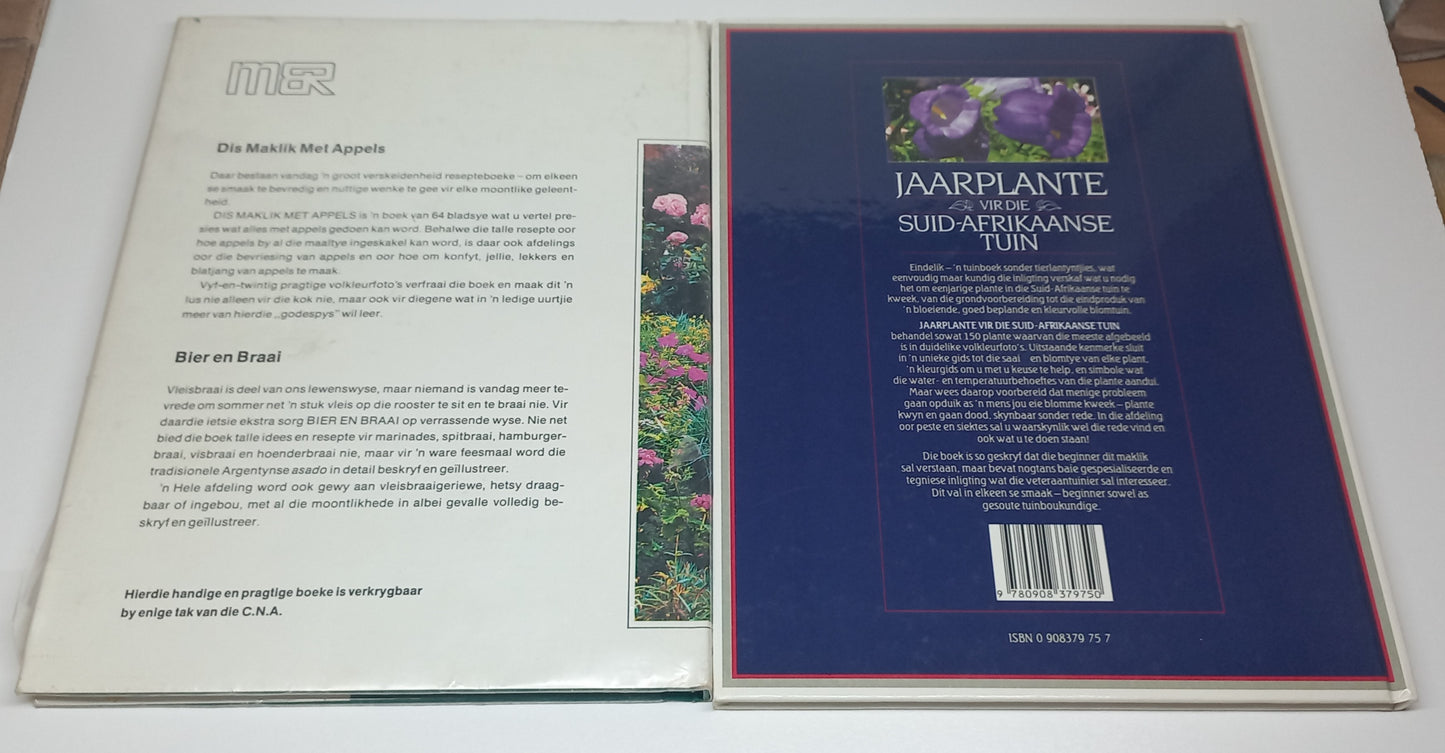 M&R
Dis Maklik Met Appels
Daar bestaan vandag 'n groot verskeidenheid resepteboeke – om elkeen
se smaak te bevredig en nuttige wenke te gee vir elke moontlike geleent-
heid.
DIS MAKLIK MET APPELS is 'n boek van 64 bladsye wat u vertel pre-
sies wat alles met appels gedoen kan word. Behalwe die talle resepte oor
hoe appels by al die maaltye ingeskakel kan word, is daar ook afdelings
oor die bevriesing van appels en oor hoe om konfyt, jellie, lekkers en
blatjang van appels te maak.
Vyf-en-twintig pragtige volkleurfoto's verfraai die boek en maak dit 'n
lus nie alleen vir die kok nie, maar ook vir diegene wat in 'n ledige uurtjie
meer van hierdie „godespys" wil leer.
Bier en Braai
Vleisbraai is deel van ons lewenswyse, maar niemand is vandag meer te-
vrede om sommer net 'n stuk vleis op die rooster te sit en te braai nie. Vir
daardie ietsie ekstra sorg BIER EN BRAAI op verrassende wyse. Nie net
bied die boek talle idees en resepte vir marinades, spitbraai, hamburger-
braai, visbraai en hoenderbraai nie, maar vir 'n ware feesmaal word die
tradisionele Argentynse asado in detail beskryf en geïllustreer.
'n Hele afdeling word ook gewy aan vleisbraaigeriewe, hetsy draag-
baar of ingebou, met al die moontlikhede in albei gevalle volledig be-
skryf en geïllustreer.
Hierdie handige en pragtige boeke is verkrygbaar
by enige tak van die C.N.A.
JAARPLANTE
VIR DIE
SUID-AFRIKAANSE
TUIN
Eindelik – 'n tuinboek sonder tierlantyntjies, wat
eenvoudig maar kundig die inligting verskaf wat u nodig
het om eenjarige plante in die Suid-Afrikaanse tuin te
kweek, van die grondvoorbereiding tot die eindproduk van
'n bloeiende, goed beplande en kleurvolle blomtuin.
JAARPLANTE VIR DIE SUID-AFRIKAANSE TUIN
behandel sowat 150 plante waarvan die meeste afgebeeld
is in duidelike volkleurfoto's. Uitstaande kenmerke sluit
in 'n unieke gids tot die saai en blomtye van elke plant,
'n kleurgids om u met u keuse te help, en simbole wat
die water- en temperatuurbehoeftes van die plante aandui.
Maar wees daarop voorbereid dat menige probleem
gaan opduik as 'n mens jou eie blomme kweek – plante
kwyn en gaan dood, skynbaar sonder rede. In die afdeling
oor peste en siektes sal u waarskynlik wel die rede vind en
ook wat u te doen staan!
Die boek is so geskryf dat die beginner dit maklik
sal verstaan, maar bevat nogtans baie gespesialiseerde en
tegniese inligting wat die veteraantuinier sal interesseer.
Dit val in elkeen se smaak – beginner sowel as
gesoute tuinboukundige.
9 780908 379750
ISBN 0 908379 75 7